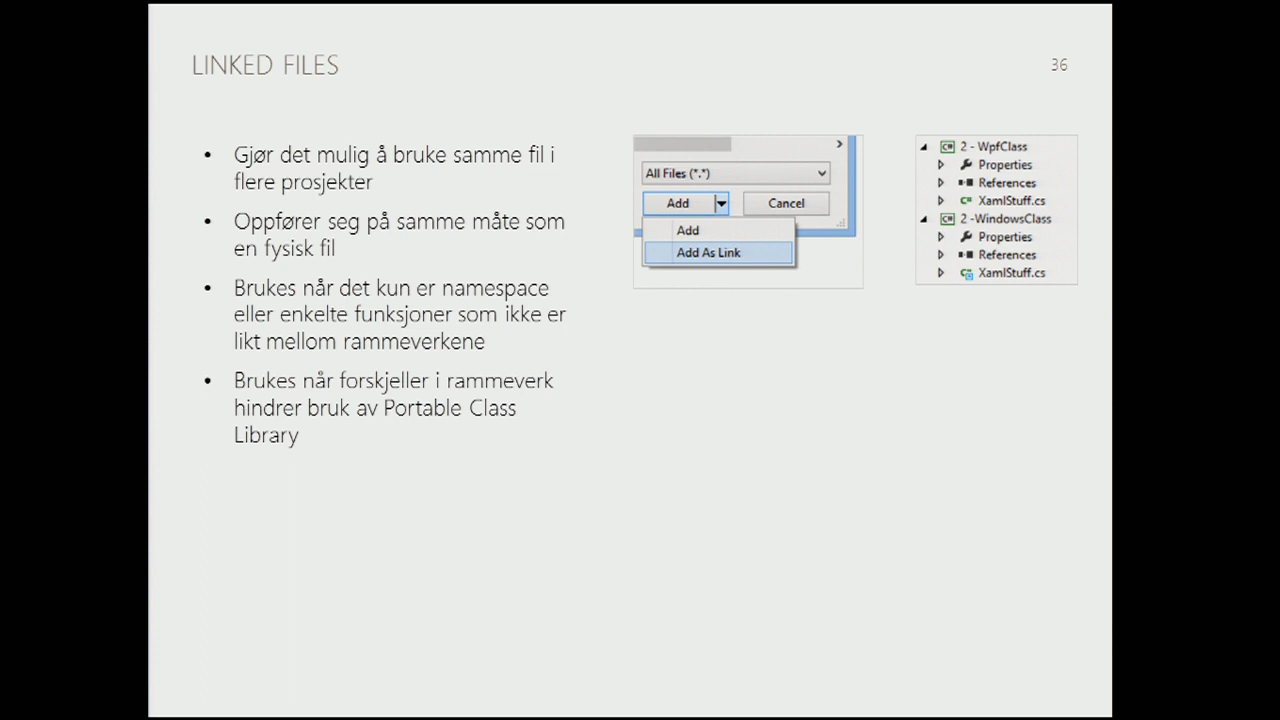 LINKED FILES
36
• Gjør det mulig å bruke samme fil i
flere prosjekter
• Oppfører seg på samme måte som
en fysisk fil
• Brukes når det kun er namespace
eller enkelte funksjoner som ikke er
likt mellom rammeverkene
• Brukes når forskjeller i rammeverk
hindrer bruk av Portable Class
Library
All Files (*.*)
Add
Cancel
Add
Add As Link
2 - WpfClass
Properties
References
XamlStuff.cs
2 -WindowsClass
Properties
References
XamlStuff.cs